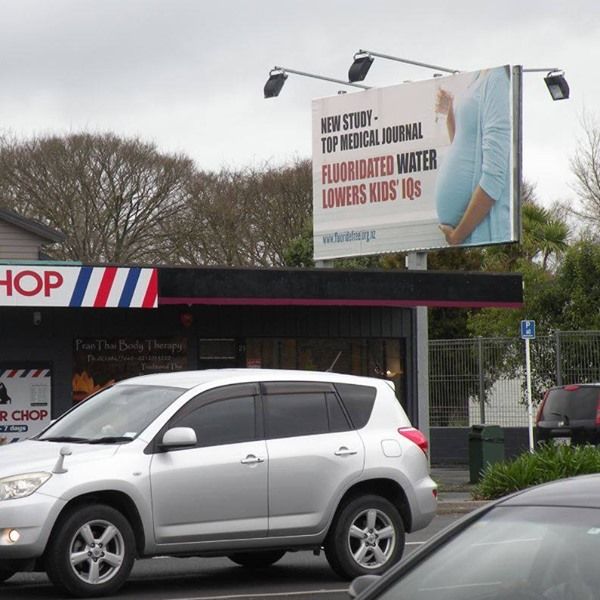 NEW STUDY -
TOP MEDICAL JOURNAL
FLUORIDATED WATER
LOWERS KIDS' IQs
www.fluoridefree.org.nz
HOP
Pran Thai Body Therapy
R CHOP
7 days
P